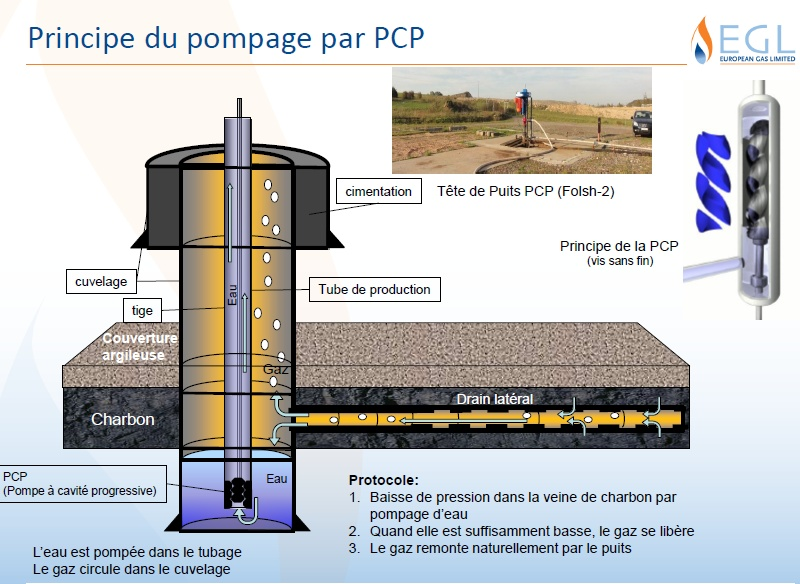 Principe du pompage par PCP
EGL
EUROPEAN GAS LIMITED
cimentation
Tête de Puits PCP (Folsh-2)
Principe de la PCP
(vis sans fin)
cuvelage
tige
Eau
Tube de production
Couverture
argileuse
Gaz
Drain latéral
Charbon
PCP
(Pompe à cavité progressive)
Eau
Protocole:
1. Baisse de pression dans la veine de charbon par
pompage d'eau
2. Quand elle est suffisamment basse, le gaz se libère
3. Le gaz remonte naturellement par le puits
L'eau est pompée dans le tubage
Le gaz circule dans le cuvelage